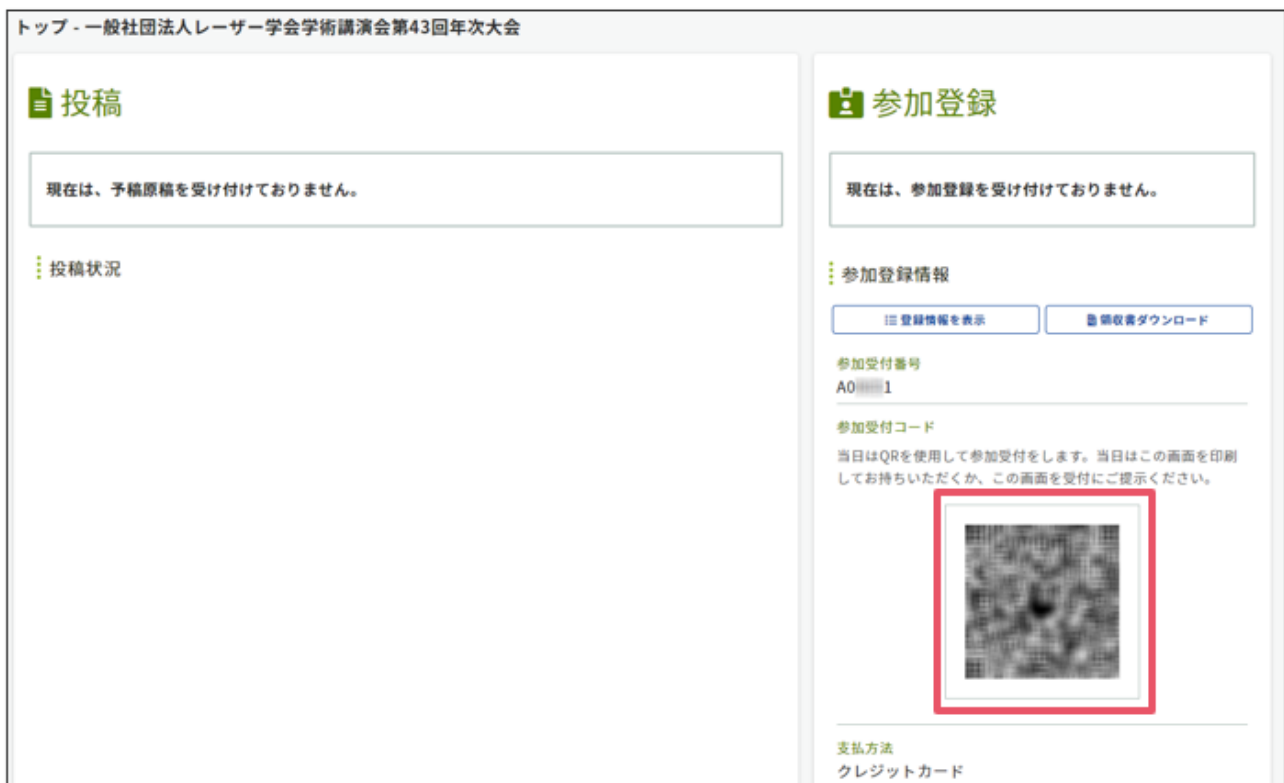 トップ - 一般社団法人レーザー学会学術講演会第43回年次大会
投稿
現在は、予稿原稿を受け付けておりません。
投稿状況
参加登録
現在は、参加登録を受け付けておりません。
参加登録情報
登録情報を表示
領収書ダウンロード
参加受付番号
A0 1
参加受付コード
当日はQRを使用して参加受付をします。当日はこの画面を印刷
してお持ちいただくか、この画面を受付にご提示ください。
支払方法
クレジットカード